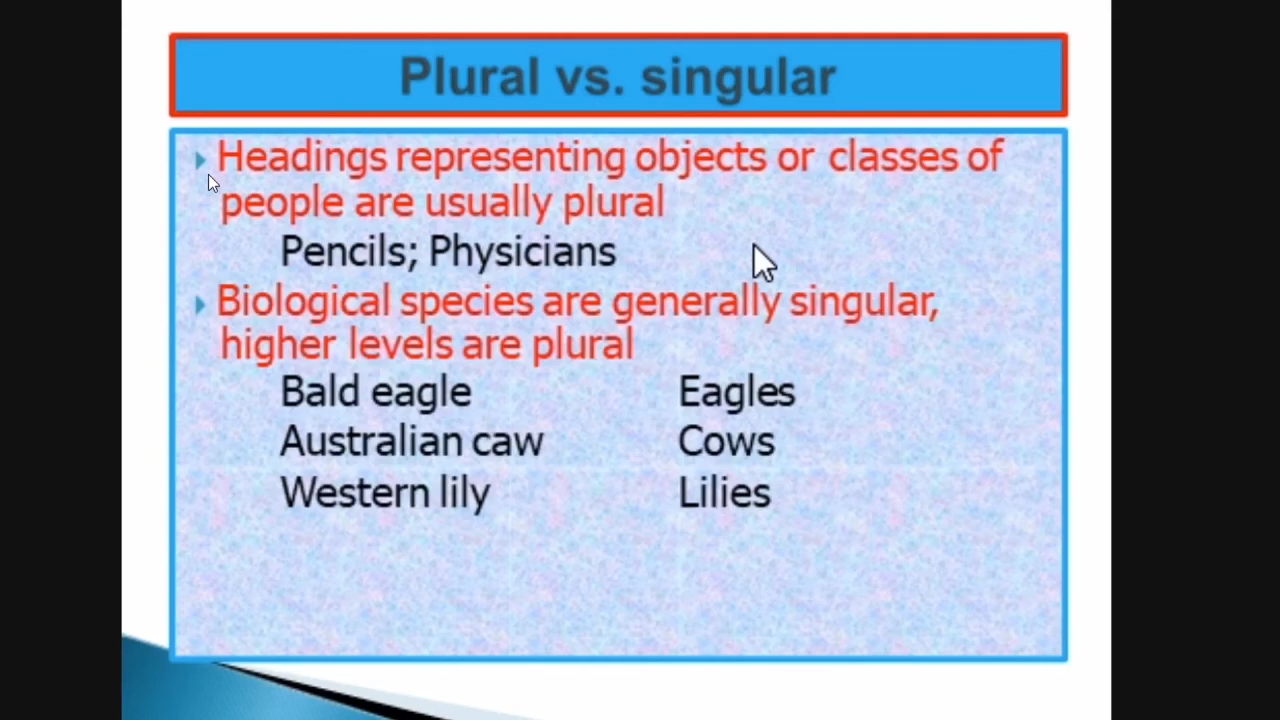 Plural vs. singular
Headings representing objects or classes of
people are usually plural
Pencils; Physicians
Biological species are generally singular,
higher levels are plural
Bald eagle Eagles
Australian caw Cows
Western lily Lilies